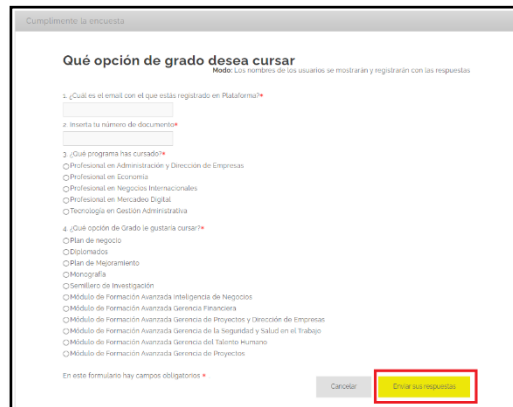 Cumplimente la encuesta
Qué opción de grado desea cursar
Modo: Los nombres de los usuarios se mostrarán y registrarán con las respuestas
1. ¿Cuál es el email con el que estás registrado en Plataforma?*
2. Inserta tu número de documento*
3. ¿Qué programa has cursado?*
Profesional en Administración y Dirección de Empresas
Profesional en Economía
Profesional en Negocios Internacionales
Profesional en Mercadeo Digital
Tecnología en Gestión Administrativa
4. ¿Qué opción de Grado le gustaría cursar?*
Plan de negocio
Diplomados
Plan de Mejoramiento
Monografía
Semillero de Investigación
Módulo de Formación Avanzada Inteligencia de Negocios
Módulo de Formación Avanzada Gerencia Financiera
Módulo de Formación Avanzada Gerencia de Proyectos y Dirección de Empresas
Módulo de Formación Avanzada Gerencia de la Seguridad y Salud en el Trabajo
Módulo de Formación Avanzada Gerencia del Talento Humano
Módulo de Formación Avanzada Gerencia de Proyectos
En este formulario hay campos obligatorios *
Cancelar
Enviar sus respuestas